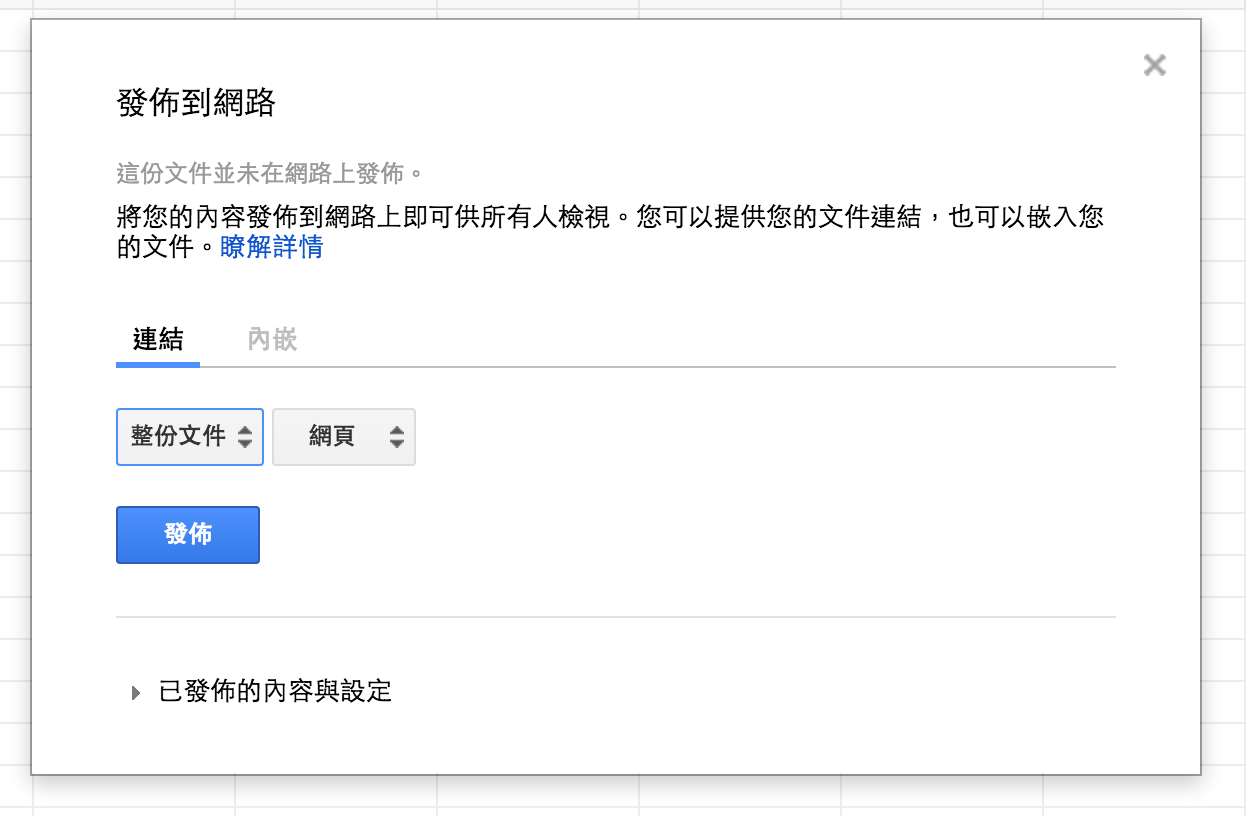 發佈到網路
這份文件並未在網路上發佈。
將您的內容發佈到網路上即可供所有人檢視。您可以提供您的文件連結，也可以嵌入您
的文件。瞭解詳情
連結 內嵌
整份文件 網頁
發佈
已發佈的內容與設定